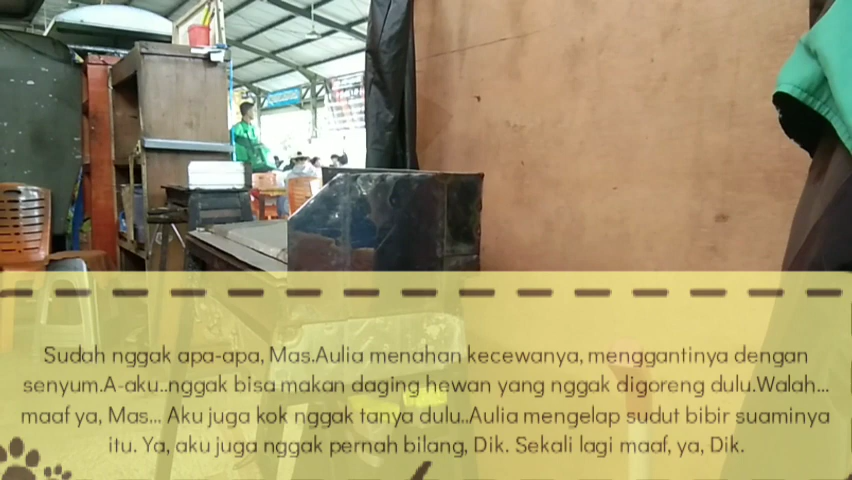 Sudah nggak apa-apa, Mas.Aulia menahan kecewanya, menggantinya dengan
senyum.A-aku..nggak bisa makan daging hewan yang nggak digoreng dulu.Walah...
maaf ya, Mas... Aku juga kok nggak tanya dulu..Aulia mengelap sudut bibir suaminya
itu. Ya, aku juga nggak pernah bilang, Dik. Sekali lagi maaf, ya, Dik.